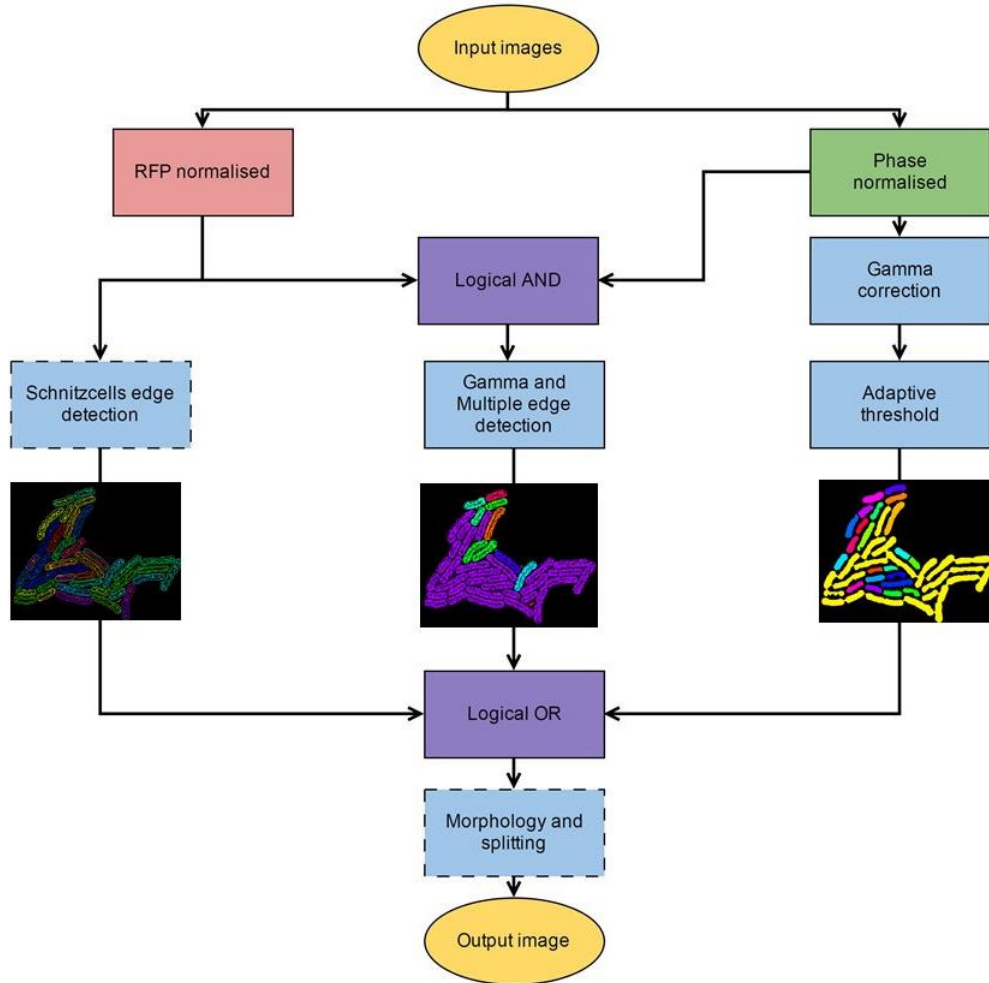 Input images
RFP normalised
Phase
normalised
Logical AND
Gamma
correction
Schnitzcells edge
detection
Gamma and
Multiple edge
detection
Adaptive
threshold
Logical OR
Morphology and
splitting
Output image